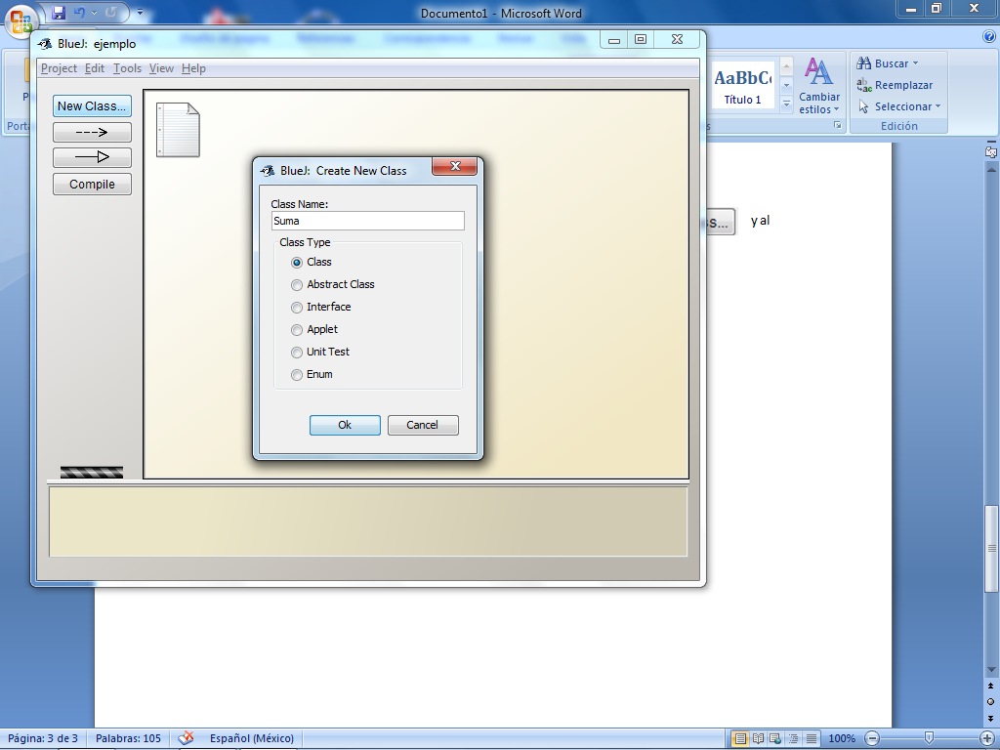 Documento1 - Microsoft Word
BlueJ: ejemplo
Project Edit Tools View Help
New Class...
Compile
BlueJ: Create New Class
Class Name:
Suma
Class Type
Class
Abstract Class
Interface
Applet
Unit Test
Enum
Ok Cancel
AaBbC
Título 1
Cambiar
estilos
Buscar
Reemplazar
Seleccionar
Edición
y al
Página: 3 de 3 Palabras: 105 Español (México) 100%